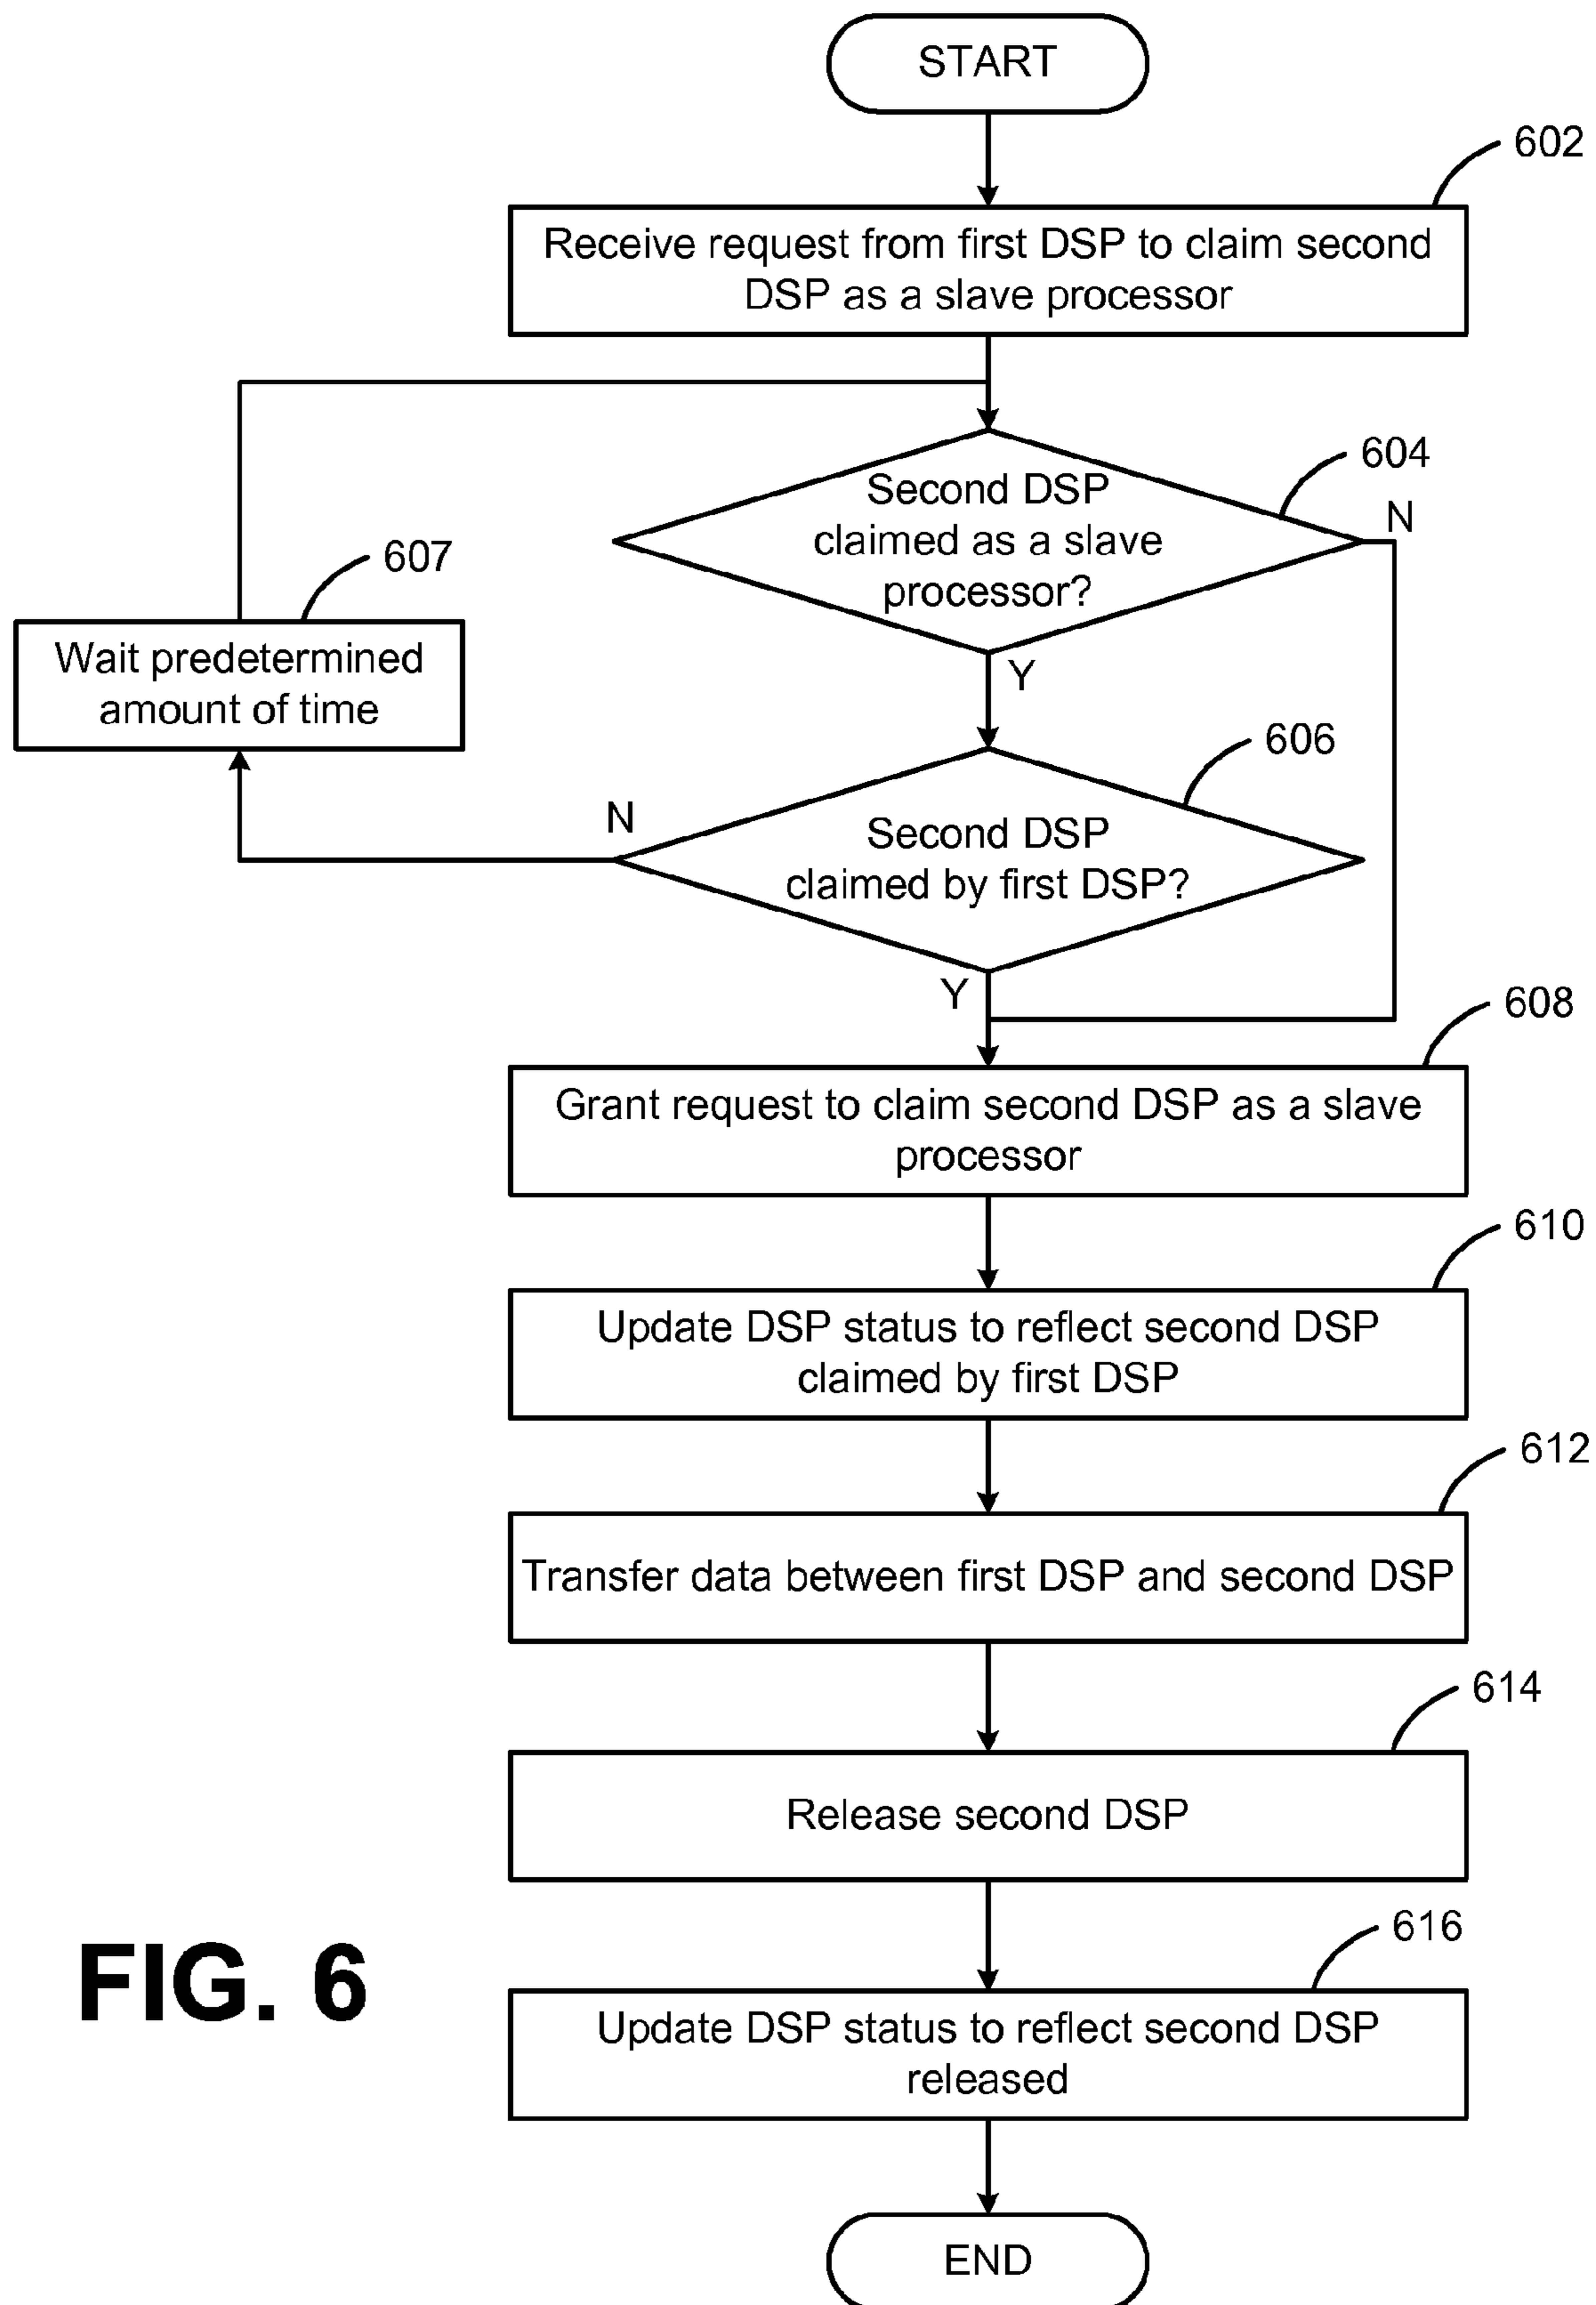 START
602
Receive request from first DSP to claim second
DSP as a slave processor
604
Second DSP
claimed as a slave
processor?
N
Y
607
Wait predetermined
amount of time
606
Second DSP
claimed by first DSP?
N
Y
608
Grant request to claim second DSP as a slave
processor
610
Update DSP status to reflect second DSP
claimed by first DSP
612
Transfer data between first DSP and second DSP
614
Release second DSP
616
Update DSP status to reflect second DSP
released
END
FIG. 6